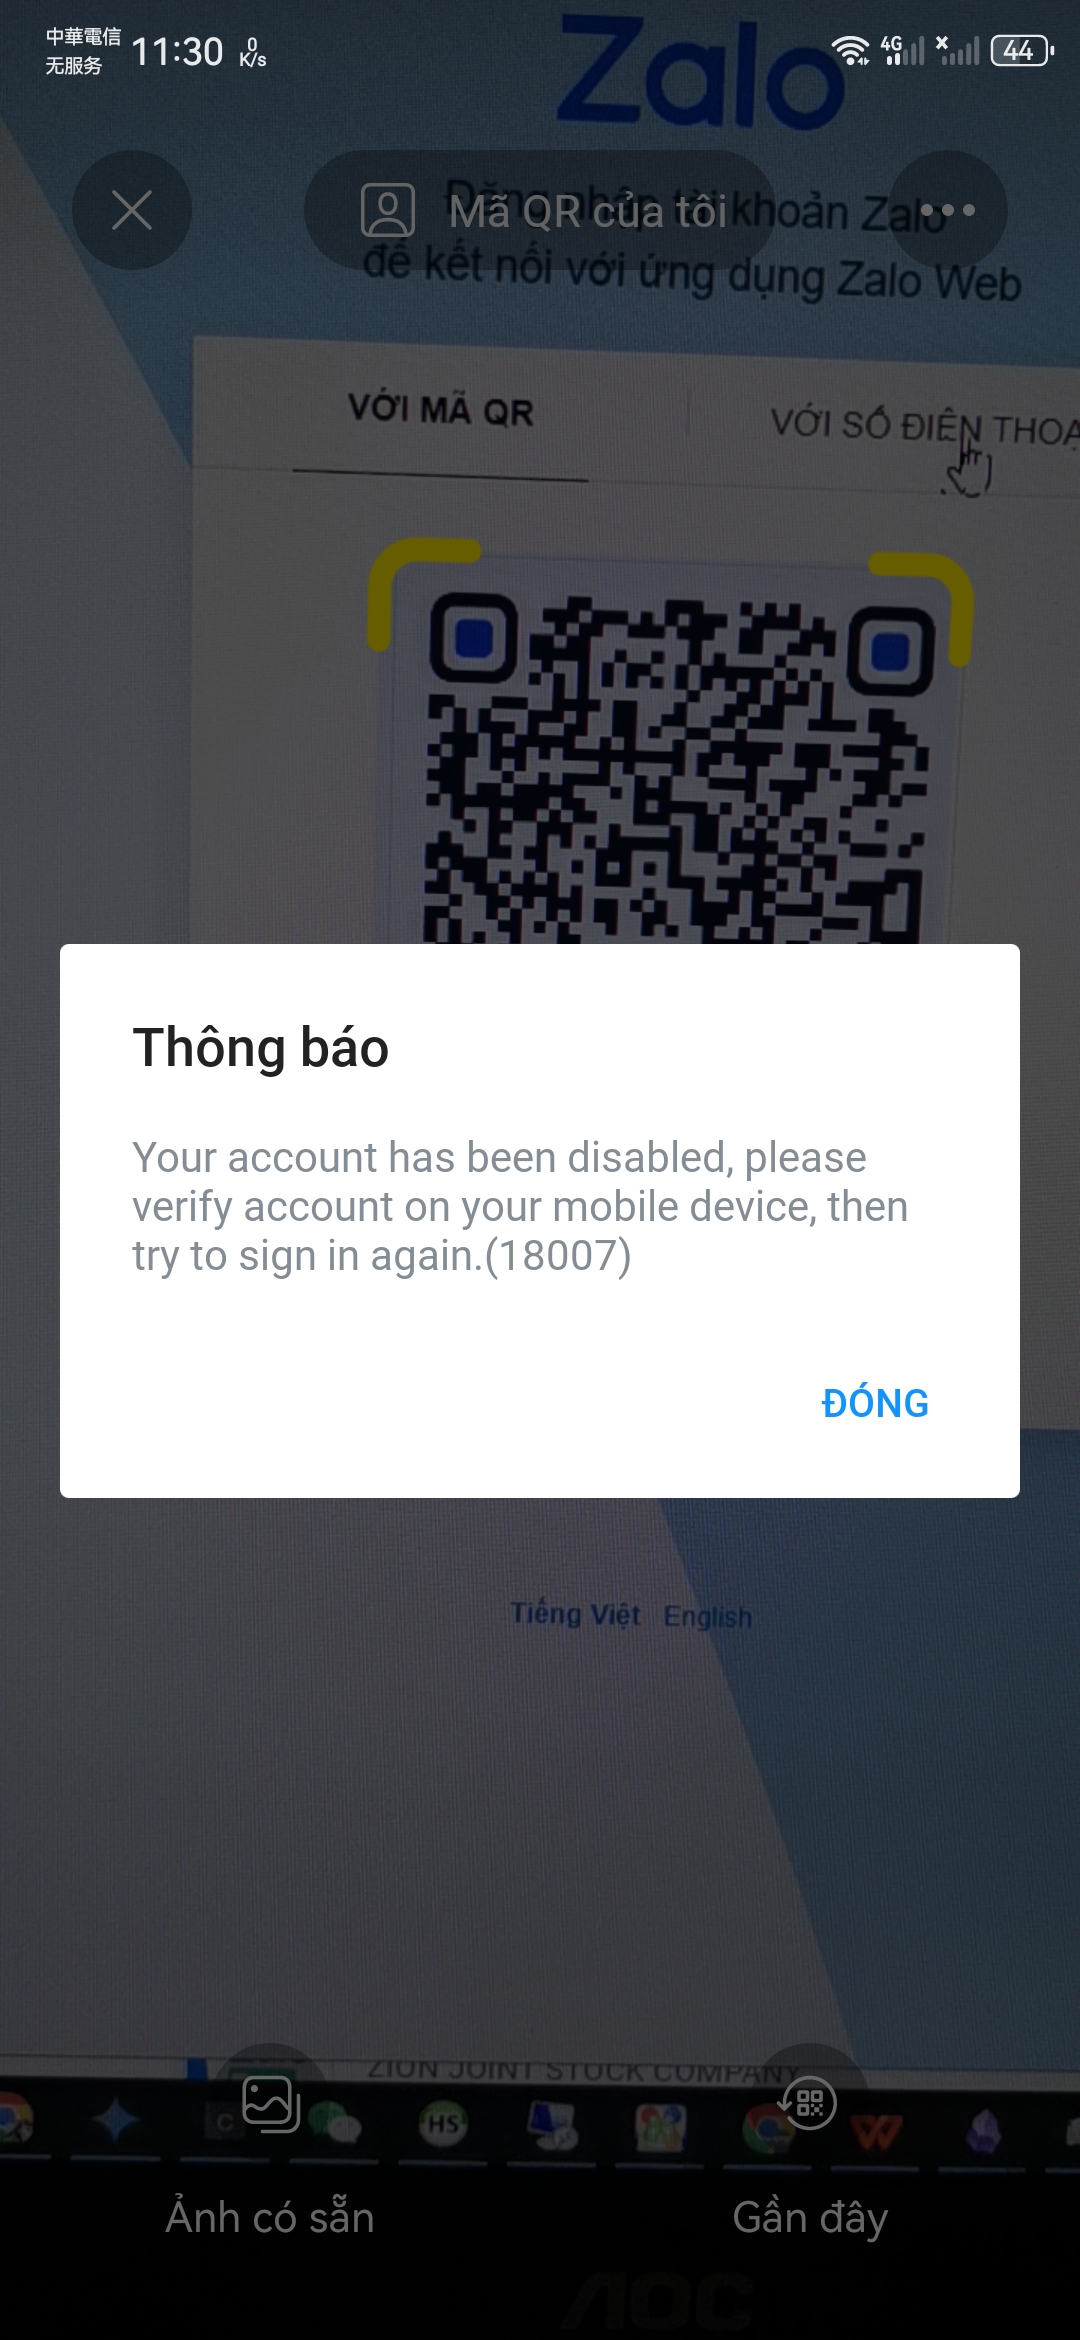 中華電信
无服务
11:30
0
K/s
4G
44
Zalo
Mã QR của tôi
Đăng nhập tài khoản Zalo
để kết nối với ứng dụng Zalo Web
VỚI MÃ QR
VỚI SỐ ĐIỆN THOẠ
Thông báo
Your account has been disabled, please
verify account on your mobile device, then
try to sign in again.(18007)
ĐÓNG
Tiếng Việt English
ZION JOINT STOCK COMPANY
C
HS
W
Ảnh có sẵn
Gần đây
AOC